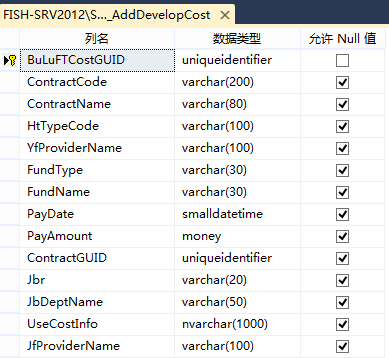 FISH-SRV2012\S..._AddDevelopCost
列名 数据类型 允许 Null 值
BuLuFTCostGUID uniqueidentifier
ContractCode varchar(200)
ContractName varchar(80)
HtTypeCode varchar(100)
YfProviderName varchar(100)
FundType varchar(30)
FundName varchar(30)
PayDate smalldatetime
PayAmount money
ContractGUID uniqueidentifier
Jbr varchar(20)
JbDeptName varchar(50)
UseCostInfo nvarchar(1000)
JfProviderName varchar(100)